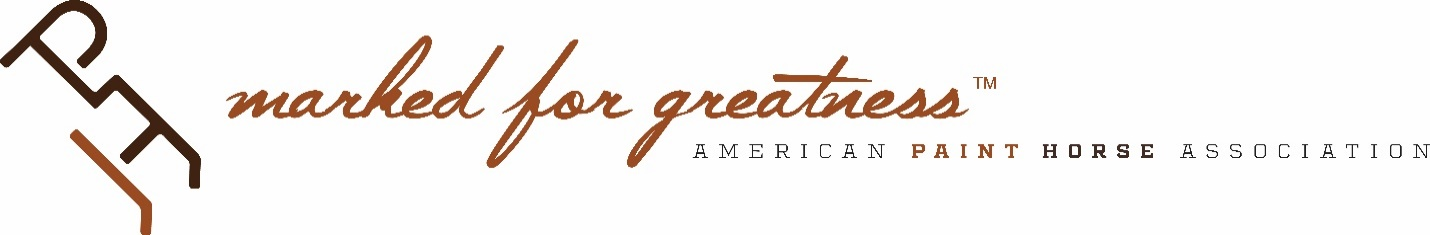 marked for greatness™
AMERICAN PAINT HORSE ASSOCIATION